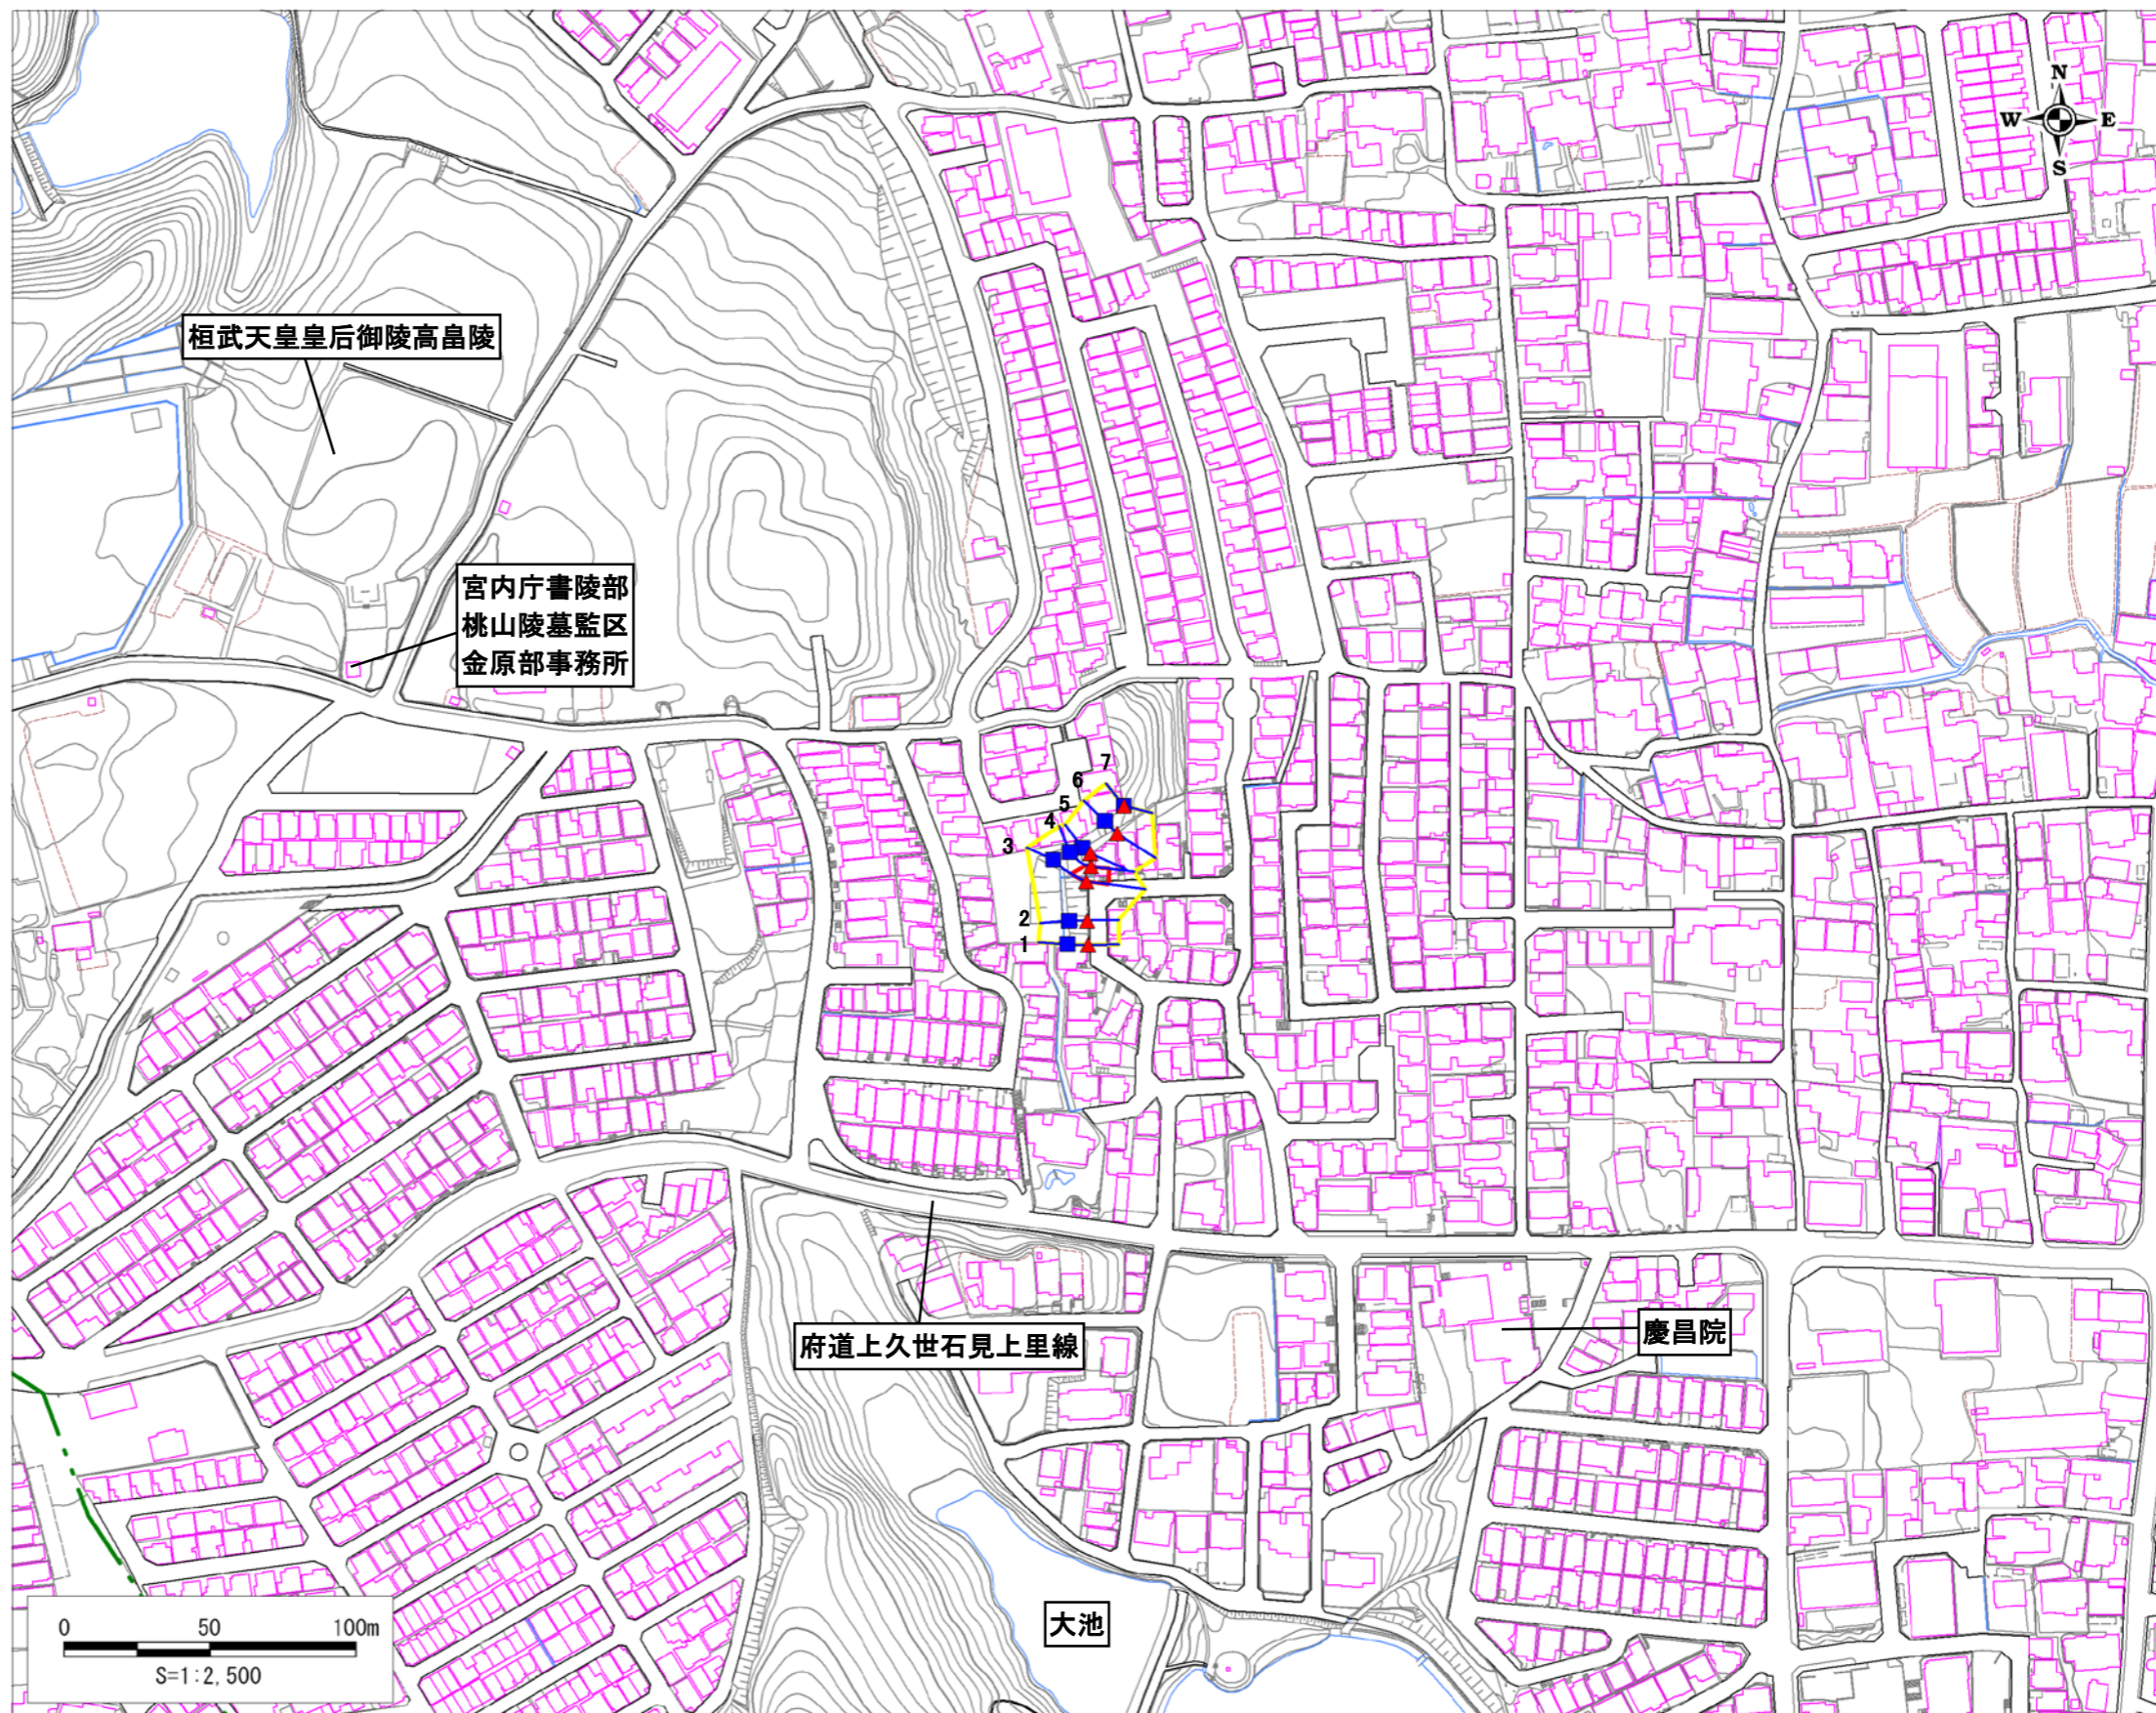 N
W E
S
桓武天皇皇后御陵高畠陵
宮内庁書陵部
桃山陵墓監区
金原部事務所
7
6
5
4
3
2
1
府道上久世石見上里線
慶昌院
大池
0 50 100m
S=1:2,500